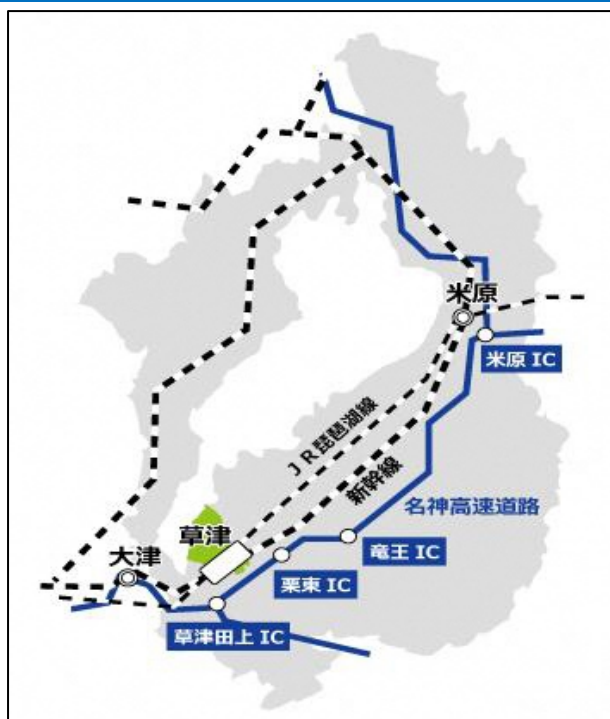 米原
米原 IC
JR琵琶湖線
新幹線
名神高速道路
草津
竜王 IC
大津
栗東 IC
草津田上 IC